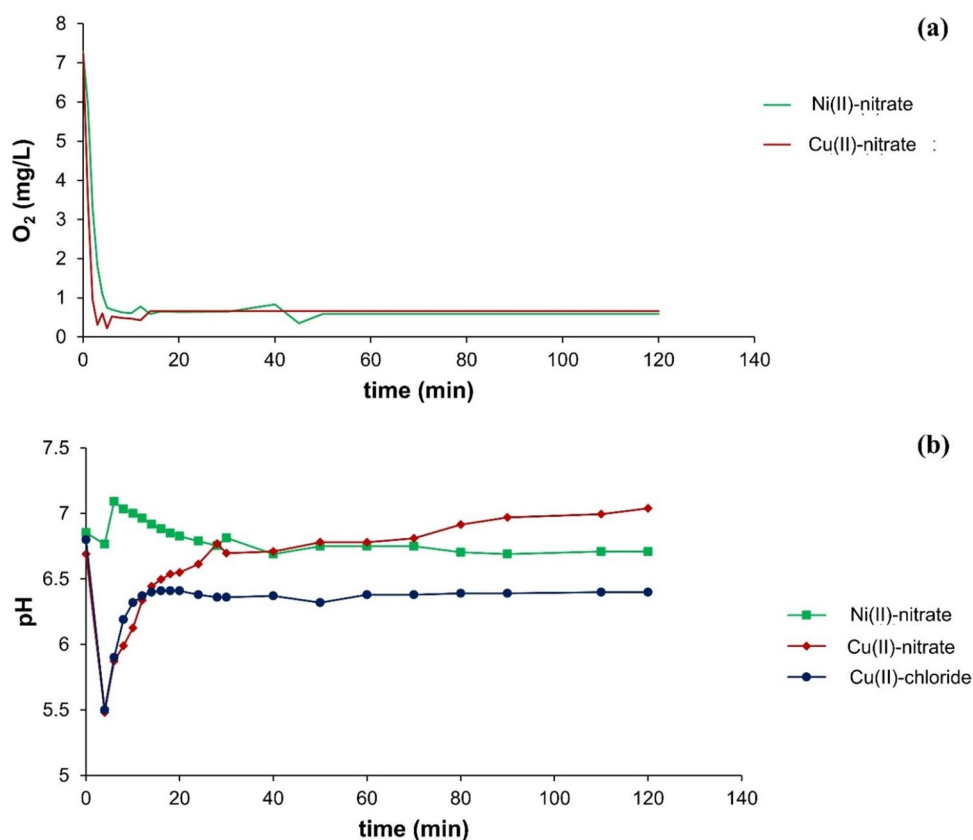 (a)
8
7
6
5
4
3
2
1
0
O₂ (mg/L)
0 20 40 60 80 100 120 140
time (min)
Ni(II)-nitrate
Cu(II)-nitrate :
(b)
7.5
7
6.5
6
5.5
5
pH
0 20 40 60 80 100 120 140
time (min)
Ni(II)-nitrate
Cu(II)-nitrate
Cu(II)-chloride